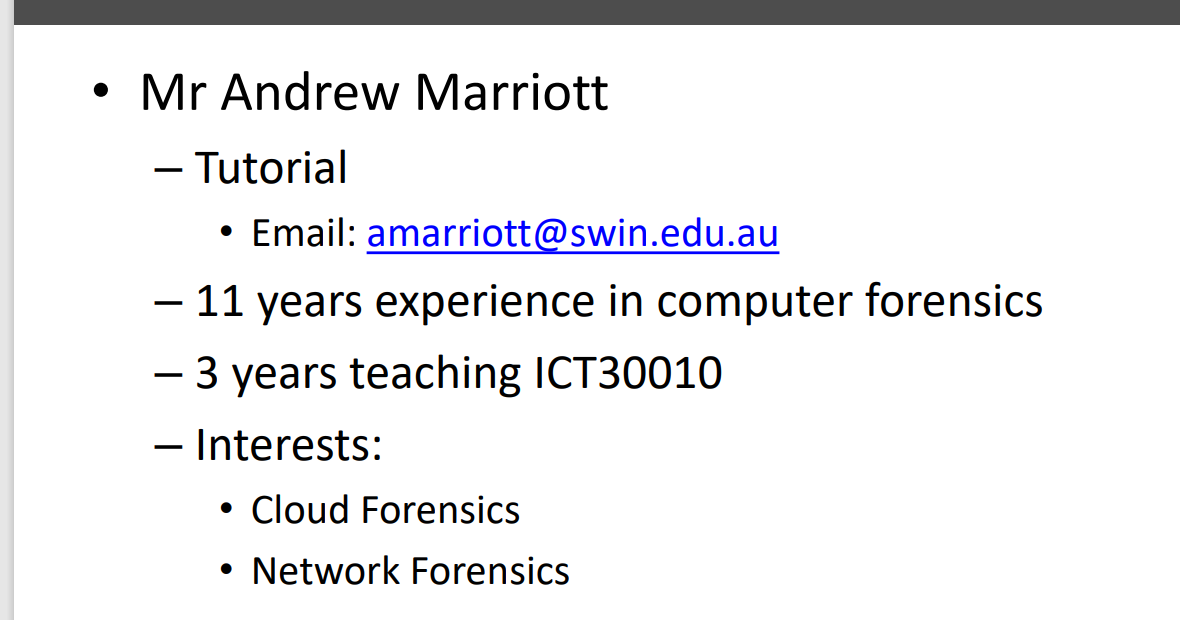 • Mr Andrew Marriott
– Tutorial
• Email: amarriott@swin.edu.au
– 11 years experience in computer forensics
– 3 years teaching ICT30010
– Interests:
• Cloud Forensics
• Network Forensics